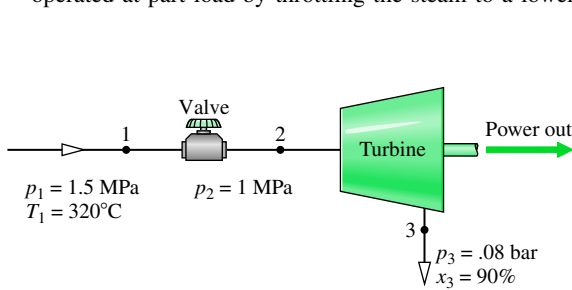 operated at part load by throttling the steam to a lower
Valve
1
2
Turbine
Power out
p₁ = 1.5 MPa
T₁ = 320°C
p₂ = 1 MPa
3
p₃ = .08 bar
x₃ = 90%